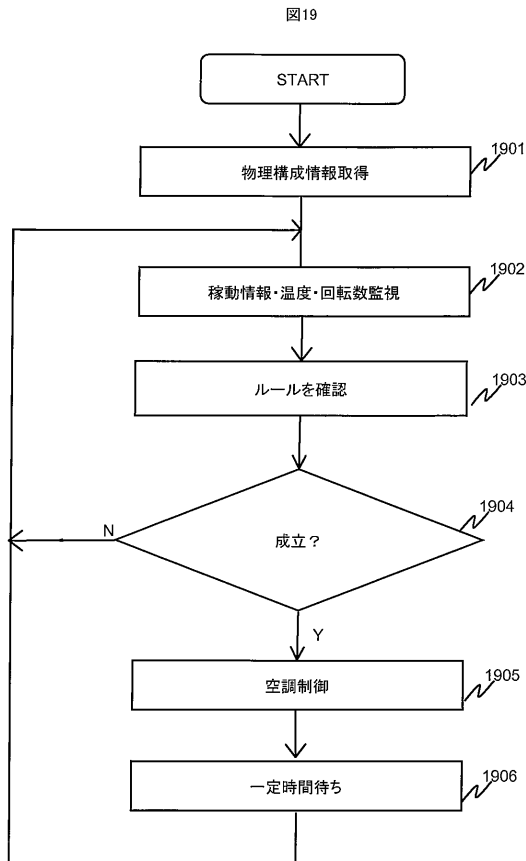 図19
START
物理構成情報取得
1901
稼動情報・温度・回転数監視
1902
ルールを確認
1903
成立？
1904
N
Y
空調制御
1905
一定時間待ち
1906